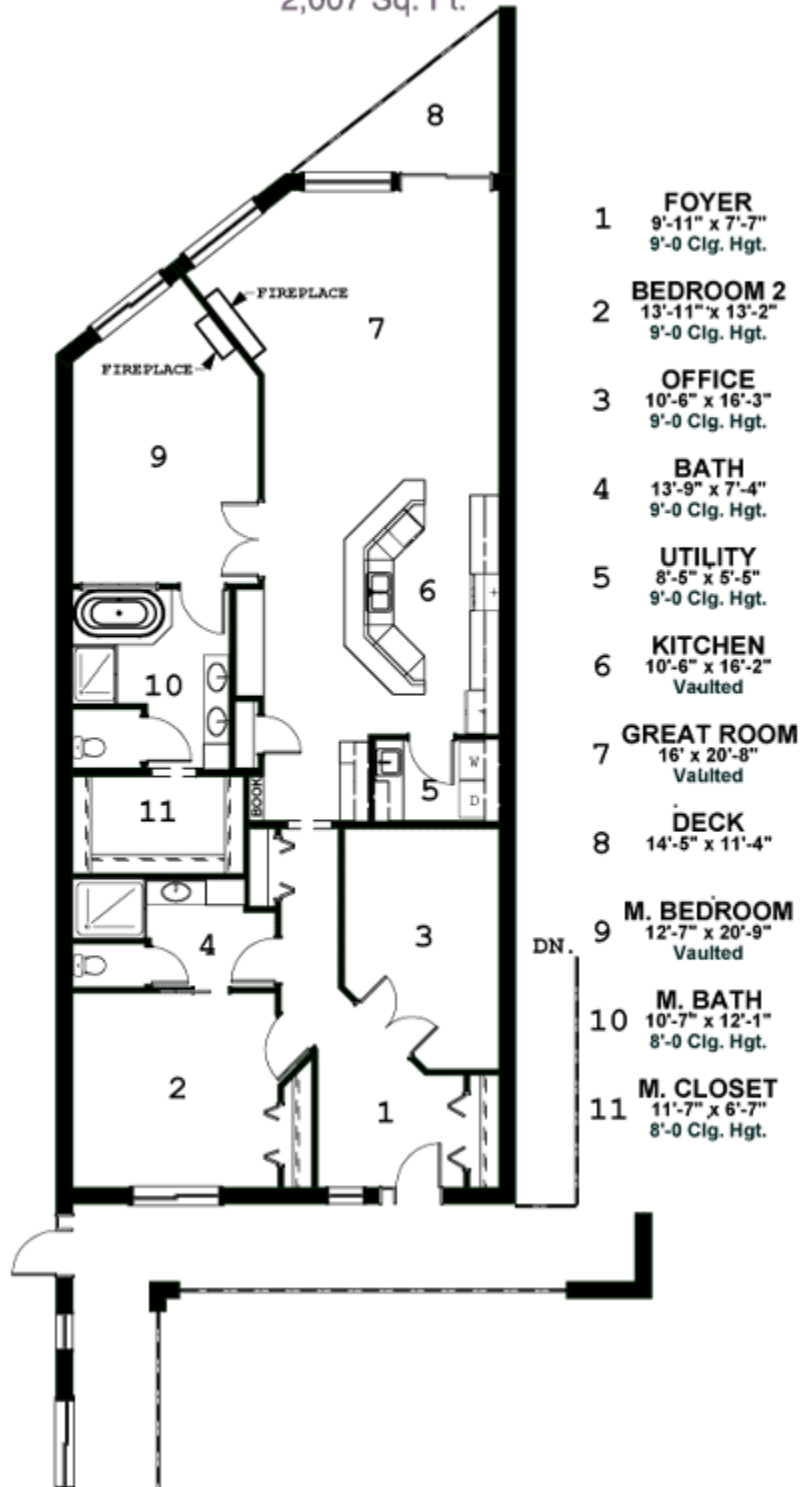 2,007 Sq. Ft.
8
FIREPLACE
7
FIREPLACE
9
6
10
W
5
D
BOOK
11
3
4
DN.
2
1
1 FOYER
9'-11" x 7'-7"
9'-0 Clg. Hgt.
2 BEDROOM 2
13'-11" x 13'-2"
9'-0 Clg. Hgt.
3 OFFICE
10'-6" x 16'-3"
9'-0 Clg. Hgt.
4 BATH
13'-9" x 7'-4"
9'-0 Clg. Hgt.
5 UTILITY
8'-5" x 5'-5"
9'-0 Clg. Hgt.
6 KITCHEN
10'-6" x 16'-2"
Vaulted
7 GREAT ROOM
16' x 20'-8"
Vaulted
8 DECK
14'-5" x 11'-4"
9 M. BEDROOM
12'-7" x 20'-9"
Vaulted
10 M. BATH
10'-7" x 12'-1"
8'-0 Clg. Hgt.
11 M. CLOSET
11'-7" x 6'-7"
8'-0 Clg. Hgt.